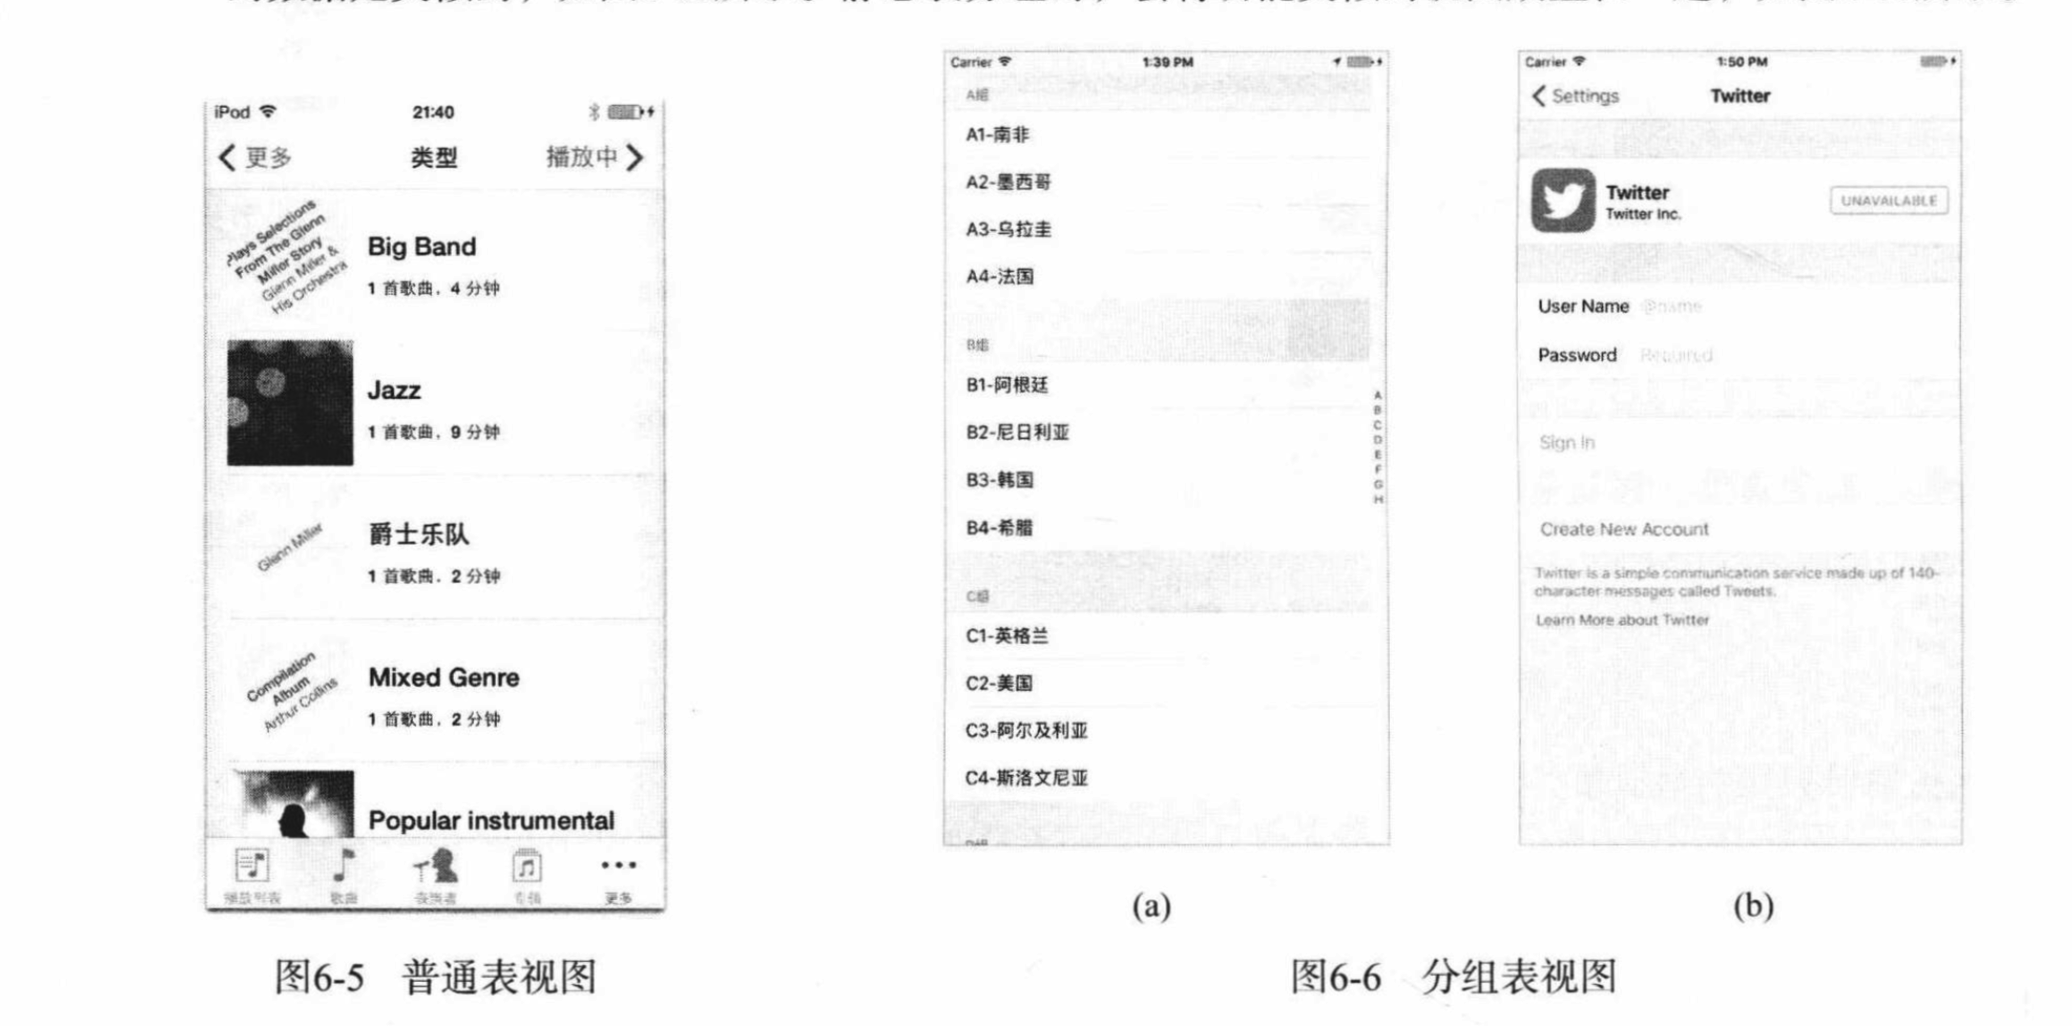 iPod 21:40
更多 类型 播放中
Plays Selections
From The Glenn
Miller Story
Glenn Miller &
His Orchestra
Big Band
1 首歌曲，4 分钟
Jazz
1 首歌曲，9 分钟
Glenn Miller
爵士乐队
1 首歌曲，2 分钟
Compilation
Album
Arthur Collins
Mixed Genre
1 首歌曲，2 分钟
Popular instrumental
播放列表 歌曲 表演者 专辑 更多
图6-5 普通表视图
Carrier 1:39 PM
A组
A1-南非
A2-墨西哥
A3-乌拉圭
A4-法国
B组
B1-阿根廷
B2-尼日利亚
B3-韩国
B4-希腊
C组
C1-英格兰
C2-美国
C3-阿尔及利亚
C4-斯洛文尼亚
A
B
C
D
E
F
G
H
(a)
Carrier 1:50 PM
Settings Twitter
Twitter
Twitter Inc.
UNAVAILABLE
User Name @name
Password Required
Sign In
Create New Account
Twitter is a simple communication service made up of 140-
character messages called Tweets.
Learn More about Twitter
(b)
图6-6 分组表视图